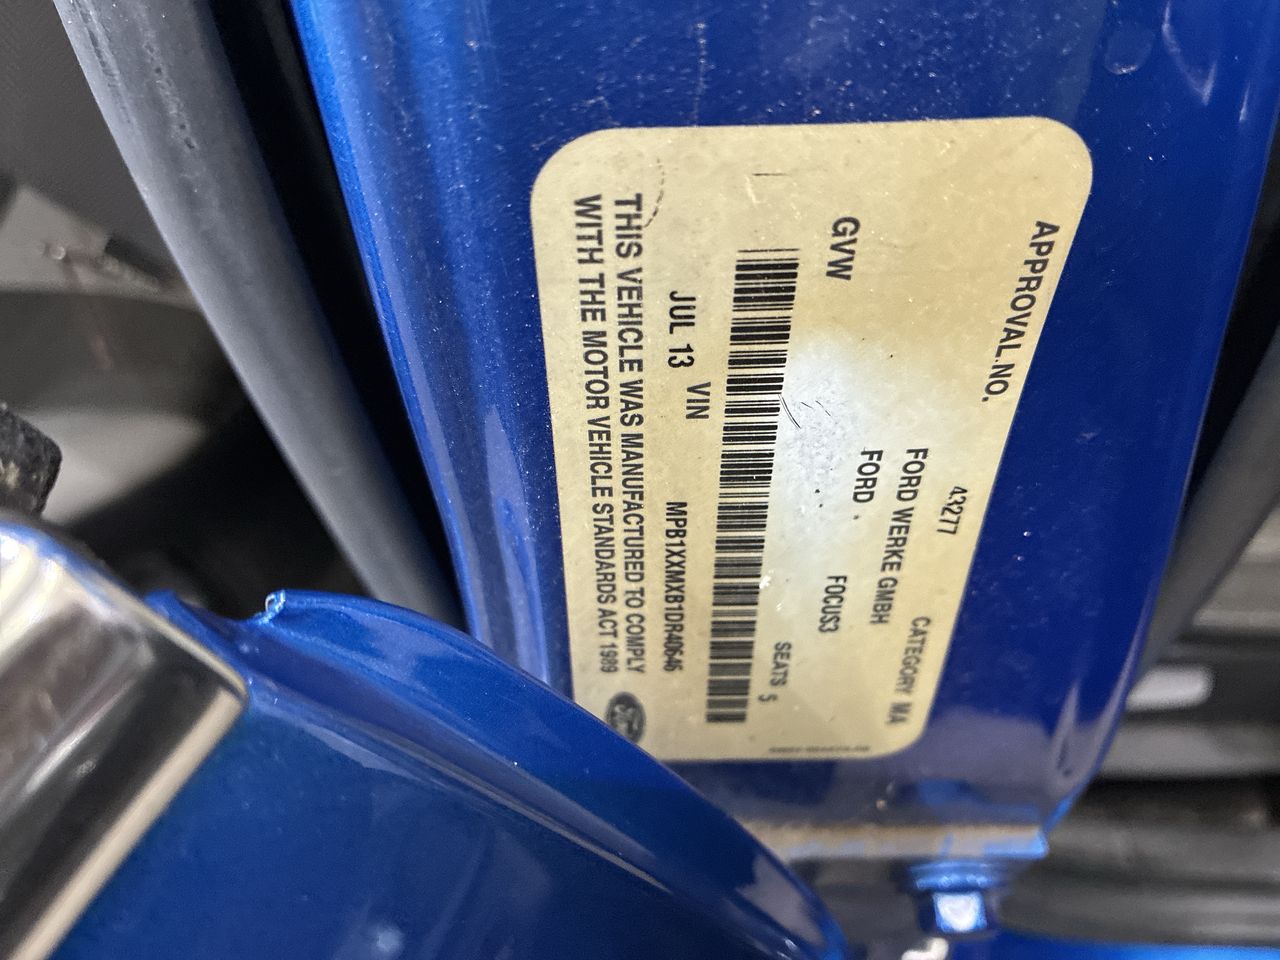 APPROVAL NO. 43277 CATEGORY MA
FORD WERKE GMBH
FORD FOCUS3
GVW SEATS 5
VIN MPB1XXMXB1DR40646
JUL 13
THIS VEHICLE WAS MANUFACTURED TO COMPLY
WITH THE MOTOR VEHICLE STANDARDS ACT 1989
Ford